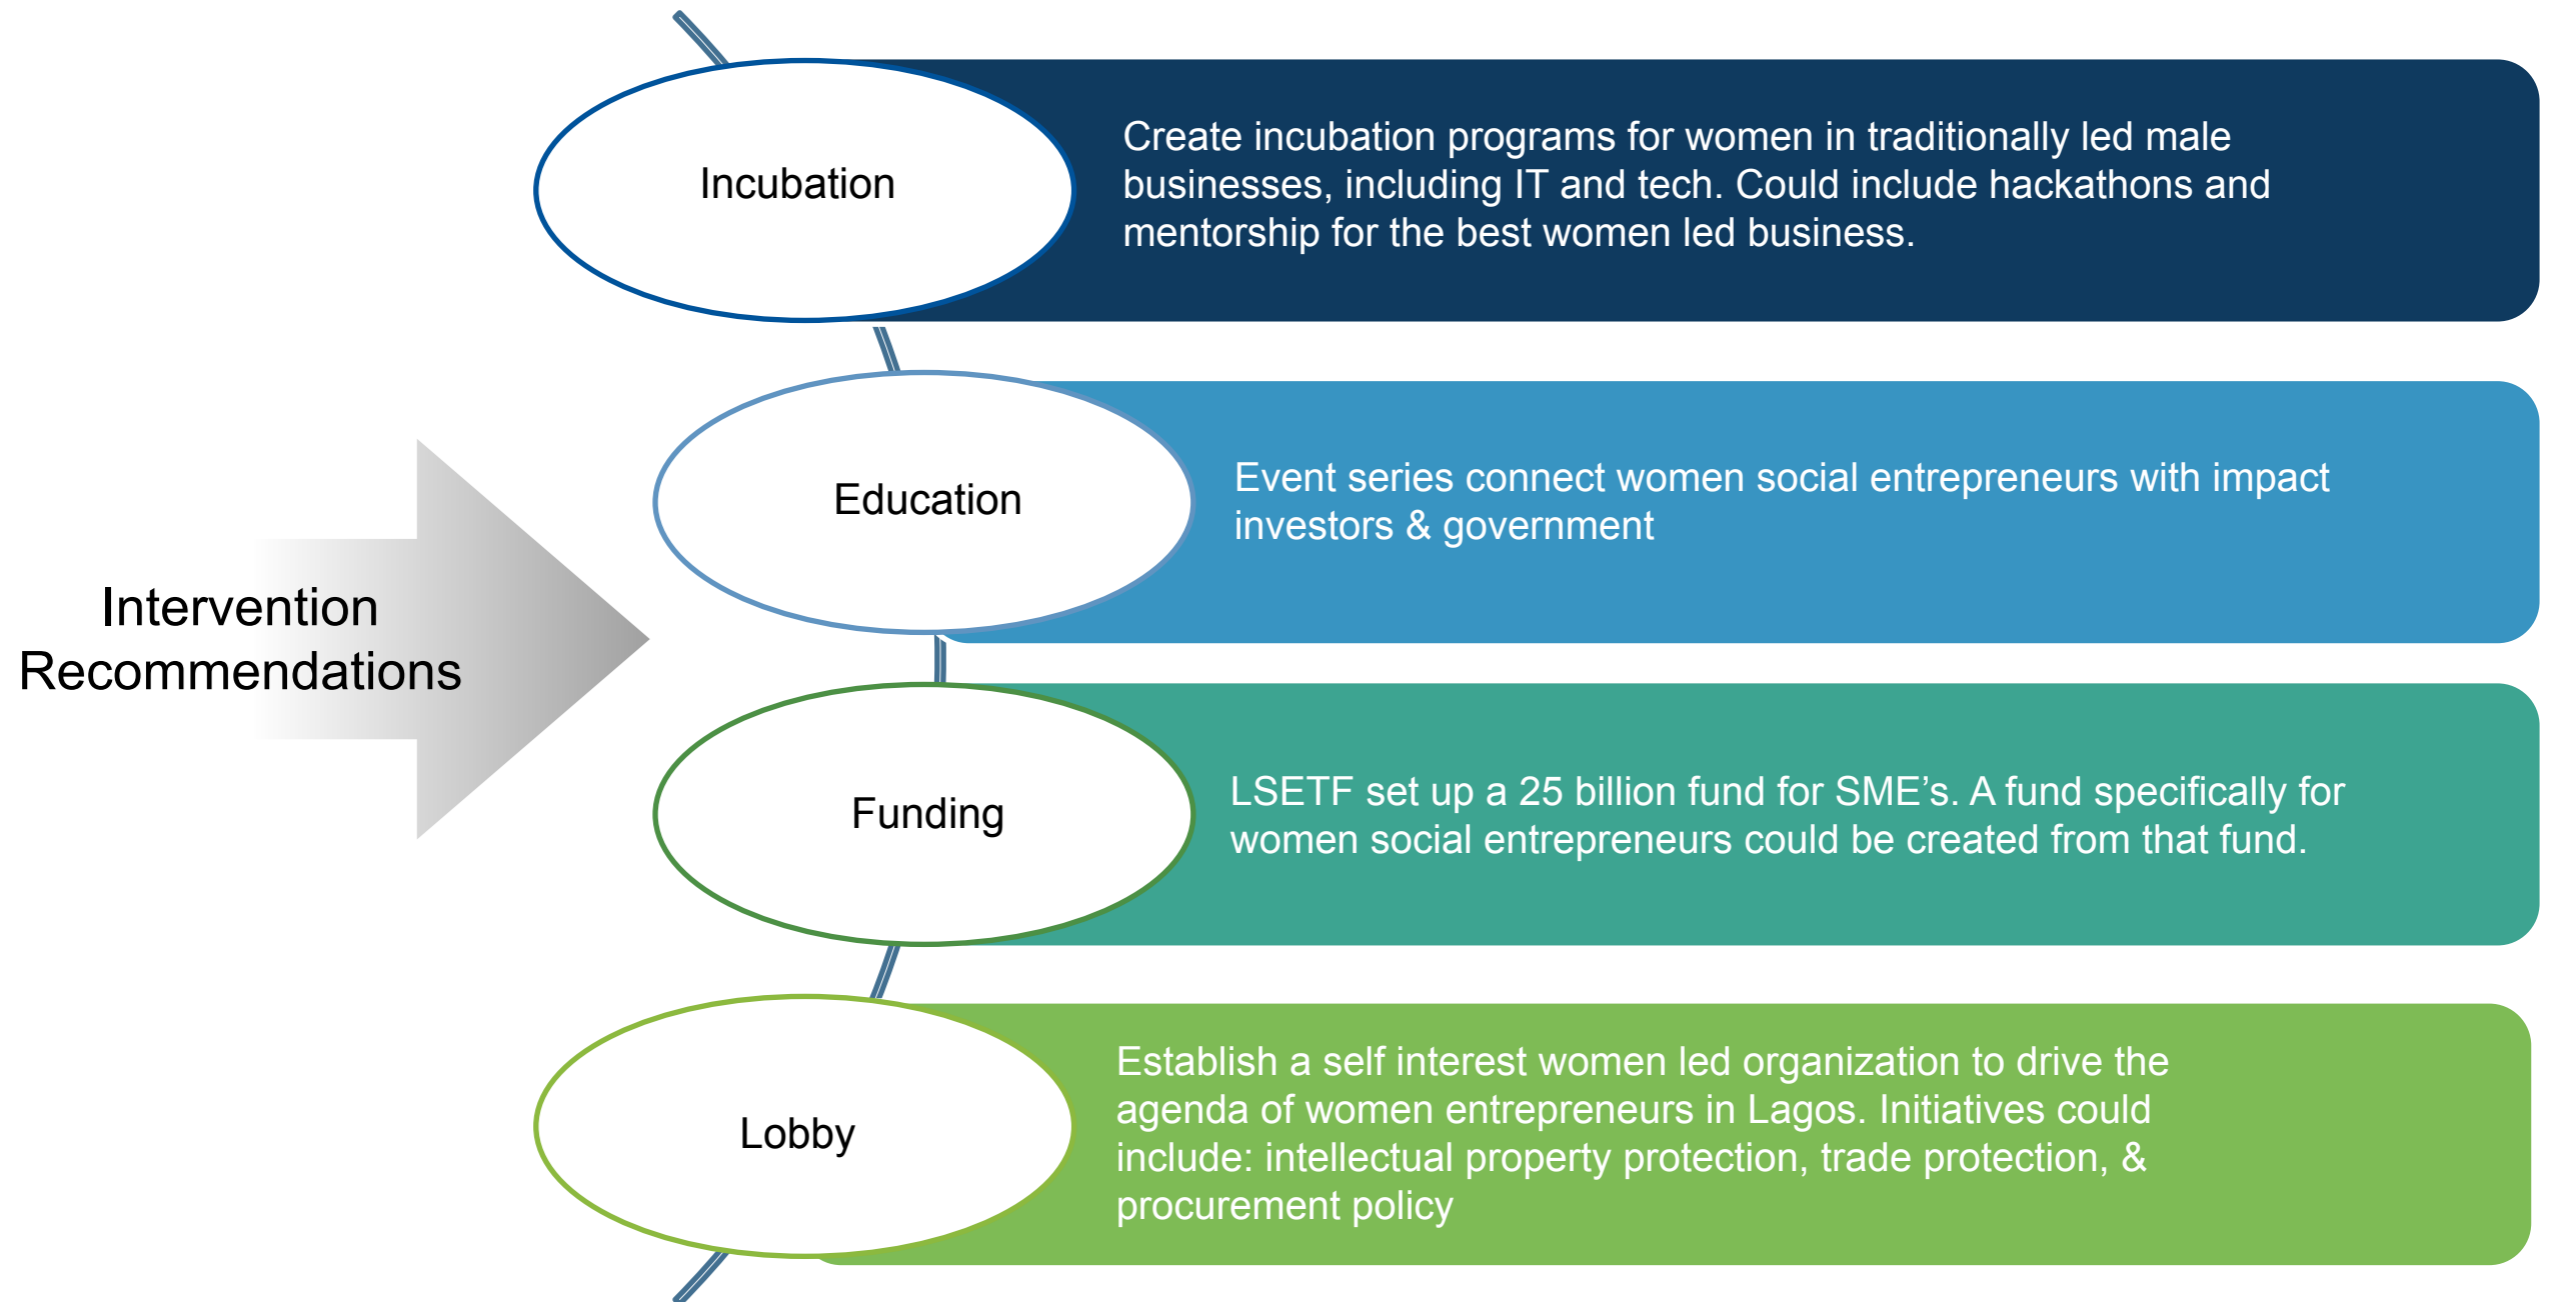 Intervention
Recommendations
Incubation
Create incubation programs for women in traditionally led male
businesses, including IT and tech. Could include hackathons and
mentorship for the best women led business.
Education
Event series connect women social entrepreneurs with impact
investors & government
Funding
LSETF set up a 25 billion fund for SME’s. A fund specifically for
women social entrepreneurs could be created from that fund.
Lobby
Establish a self interest women led organization to drive the
agenda of women entrepreneurs in Lagos. Initiatives could
include: intellectual property protection, trade protection, &
procurement policy